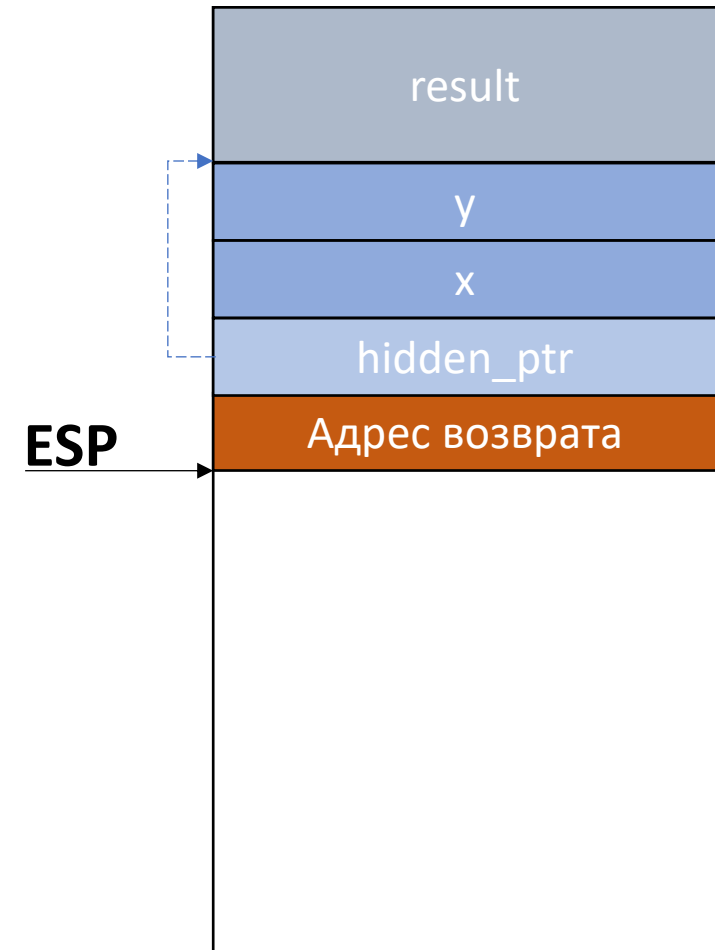 result
y
x
hidden_ptr
Адрес возврата
ESP